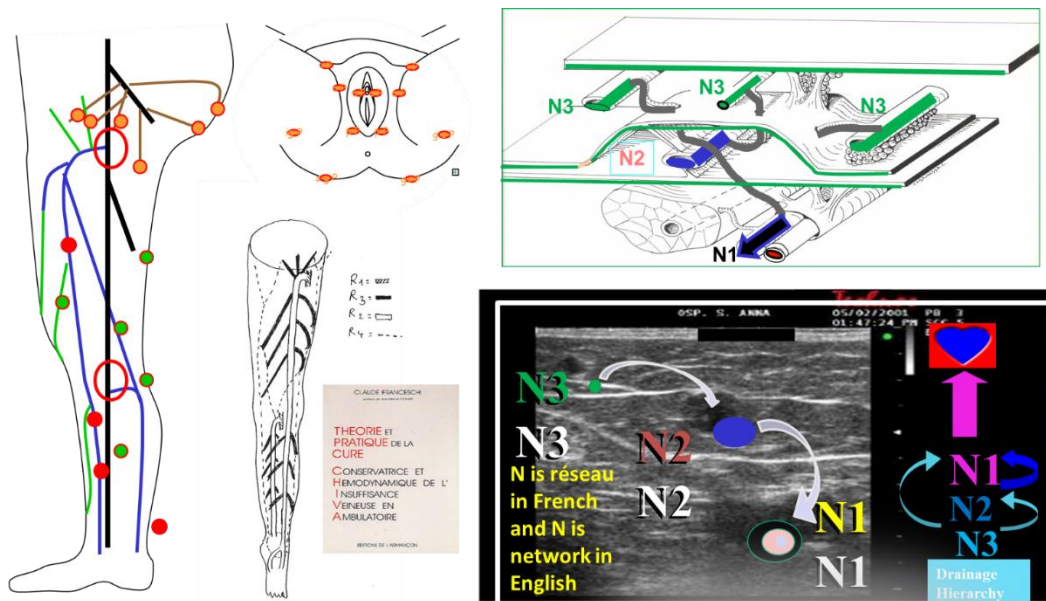 R1 =
R3 =
R2 =
R4 =
CLAUDE FRANCESCHI
THEORIE ET
PRATIQUE DE LA
CURE
CONSERVATRICE ET
HEMODYNAMIQUE DE L'
INSUFFISANCE
VEINEUSE EN
AMBULATOIRE
EDITIONS DE L'ARMANÇON
N3
N3
N3
N2
N1
OSP. S. ANNA
05/02/2001
PB 3
01:47:24 PM
N3
N3
N is réseau
in French
and N is
network in
English
N2
N2
N1
N1
N1
N2
N3
Drainage
Hierarchy